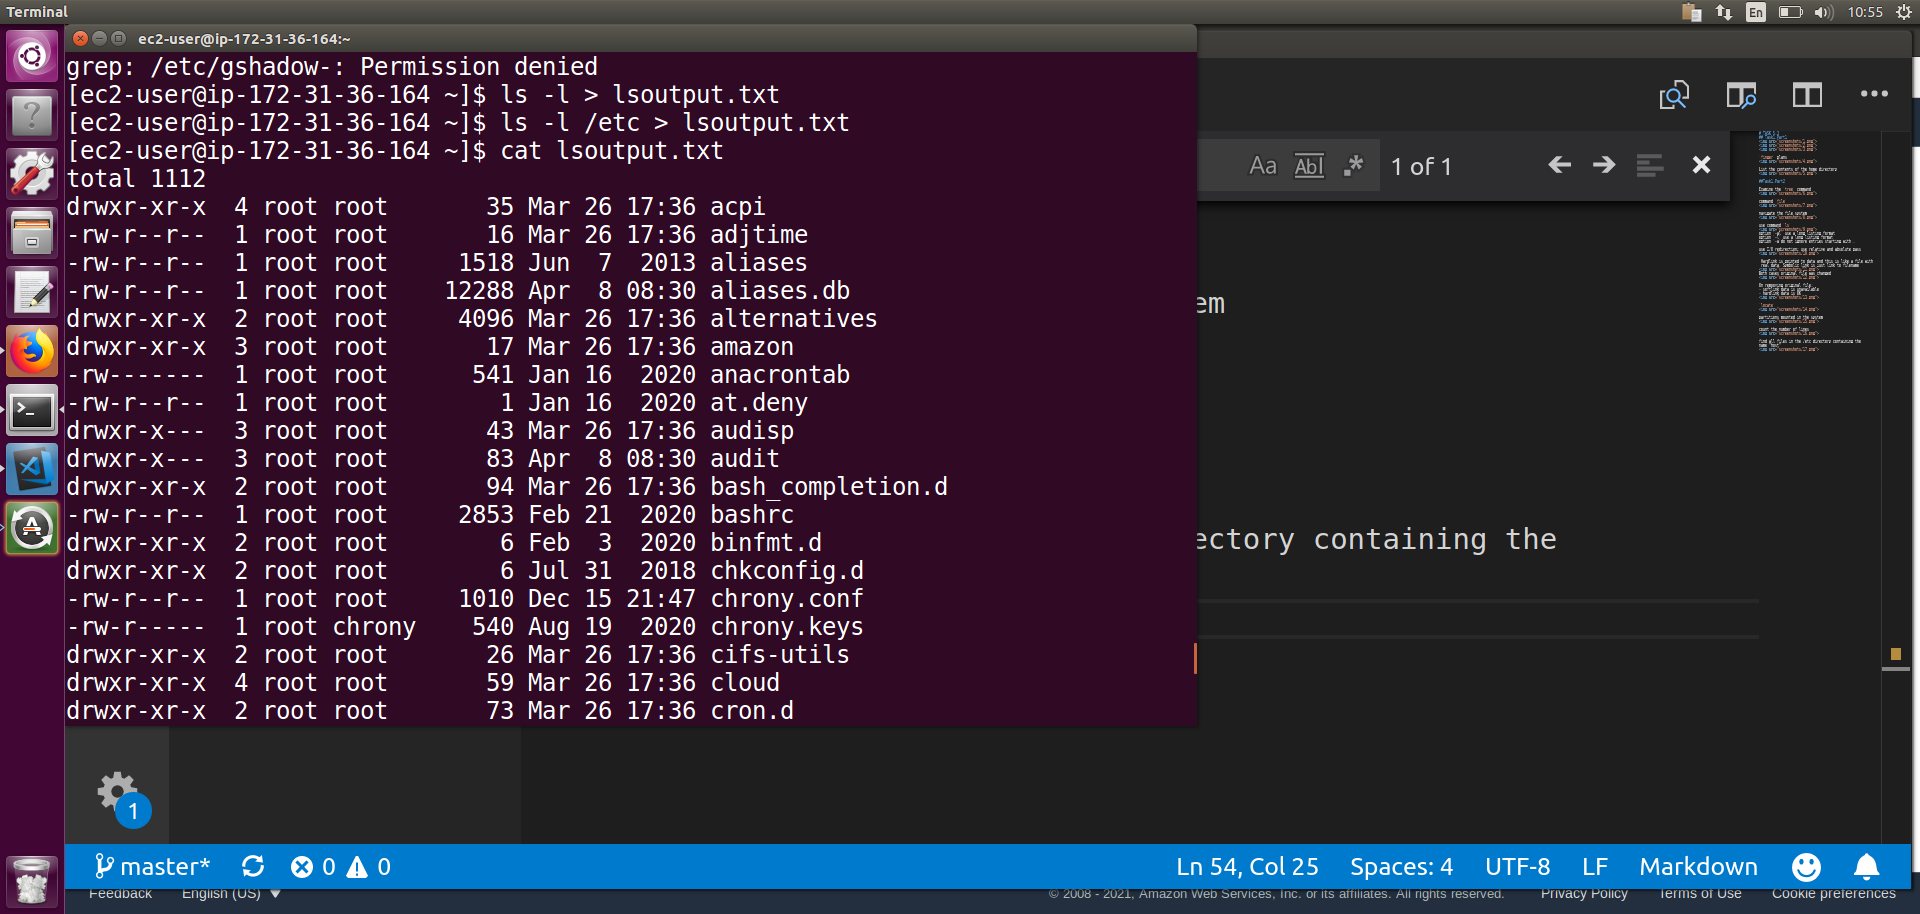 Terminal
En
10:55
ec2-user@ip-172-31-36-164:~
grep: /etc/gshadow-: Permission denied
[ec2-user@ip-172-31-36-164 ~]$ ls -l > lsoutput.txt
[ec2-user@ip-172-31-36-164 ~]$ ls -l /etc > lsoutput.txt
[ec2-user@ip-172-31-36-164 ~]$ cat lsoutput.txt
total 1112
drwxr-xr-x  4 root root       35 Mar 26 17:36 acpi
-rw-r--r--  1 root root       16 Mar 26 17:36 adjtime
-rw-r--r--  1 root root     1518 Jun  7  2013 aliases
-rw-r--r--  1 root root    12288 Apr  8 08:30 aliases.db
drwxr-xr-x  2 root root     4096 Mar 26 17:36 alternatives
drwxr-xr-x  3 root root       17 Mar 26 17:36 amazon
-rw-------  1 root root      541 Jan 16  2020 anacrontab
-rw-r--r--  1 root root        1 Jan 16  2020 at.deny
drwxr-x---  3 root root       43 Mar 26 17:36 audisp
drwxr-x---  3 root root       83 Apr  8 08:30 audit
drwxr-xr-x  2 root root       94 Mar 26 17:36 bash_completion.d
-rw-r--r--  1 root root     2853 Feb 21  2020 bashrc
drwxr-xr-x  2 root root        6 Feb  3  2020 binfmt.d
drwxr-xr-x  2 root root        6 Jul 31  2018 chkconfig.d
-rw-r--r--  1 root root     1010 Dec 15 21:47 chrony.conf
-rw-r-----  1 root chrony    540 Aug 19  2020 chrony.keys
drwxr-xr-x  2 root root       26 Mar 26 17:36 cifs-utils
drwxr-xr-x  4 root root       59 Mar 26 17:36 cloud
drwxr-xr-x  2 root root       73 Mar 26 17:36 cron.d
Aa Abl .* 1 of 1
em
ectory containing the
1
master* 0 0
Ln 54, Col 25 Spaces: 4 UTF-8 LF Markdown
Feedback English (US)
© 2008 - 2021, Amazon Web Services, Inc. or its affiliates. All rights reserved. Privacy Policy Terms of Use Cookie preferences